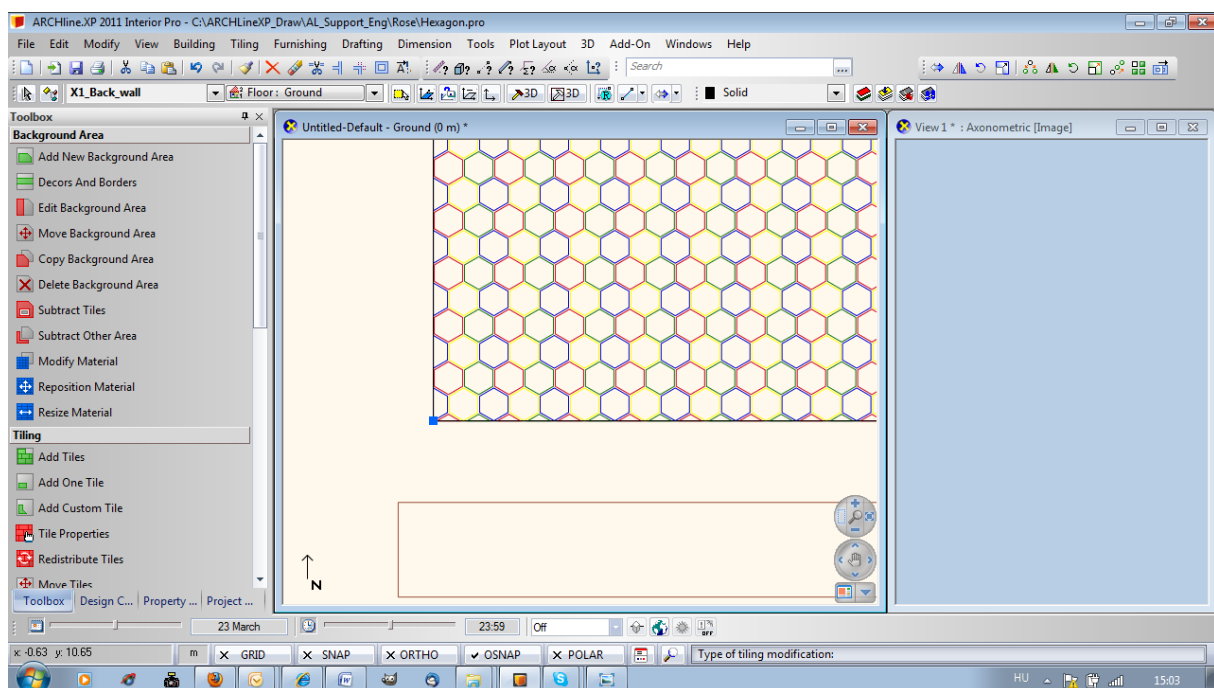 ARCHline.XP 2011 Interior Pro - C:\ARCHLineXP_Draw\AL_Support_Eng\Rose\Hexagon.pro
File Edit Modify View Building Tiling Furnishing Drafting Dimension Tools Plot Layout 3D Add-On Windows Help
Search
X1_Back_wall Floor: Ground 3D 3D Solid
Toolbox
Background Area
Add New Background Area
Decors And Borders
Edit Background Area
Move Background Area
Copy Background Area
Delete Background Area
Subtract Tiles
Subtract Other Area
Modify Material
Reposition Material
Resize Material
Tiling
Add Tiles
Add One Tile
Add Custom Tile
Tile Properties
Redistribute Tiles
Move Tiles
Toolbox Design C... Property ... Project ...
Untitled-Default - Ground (0 m) *
N
View 1 * : Axonometric [Image]
23 March 23:59 Off OFF
x: -0.63 y: 10.65 m GRID SNAP ORTHO OSNAP POLAR Type of tiling modification:
HU 15:03